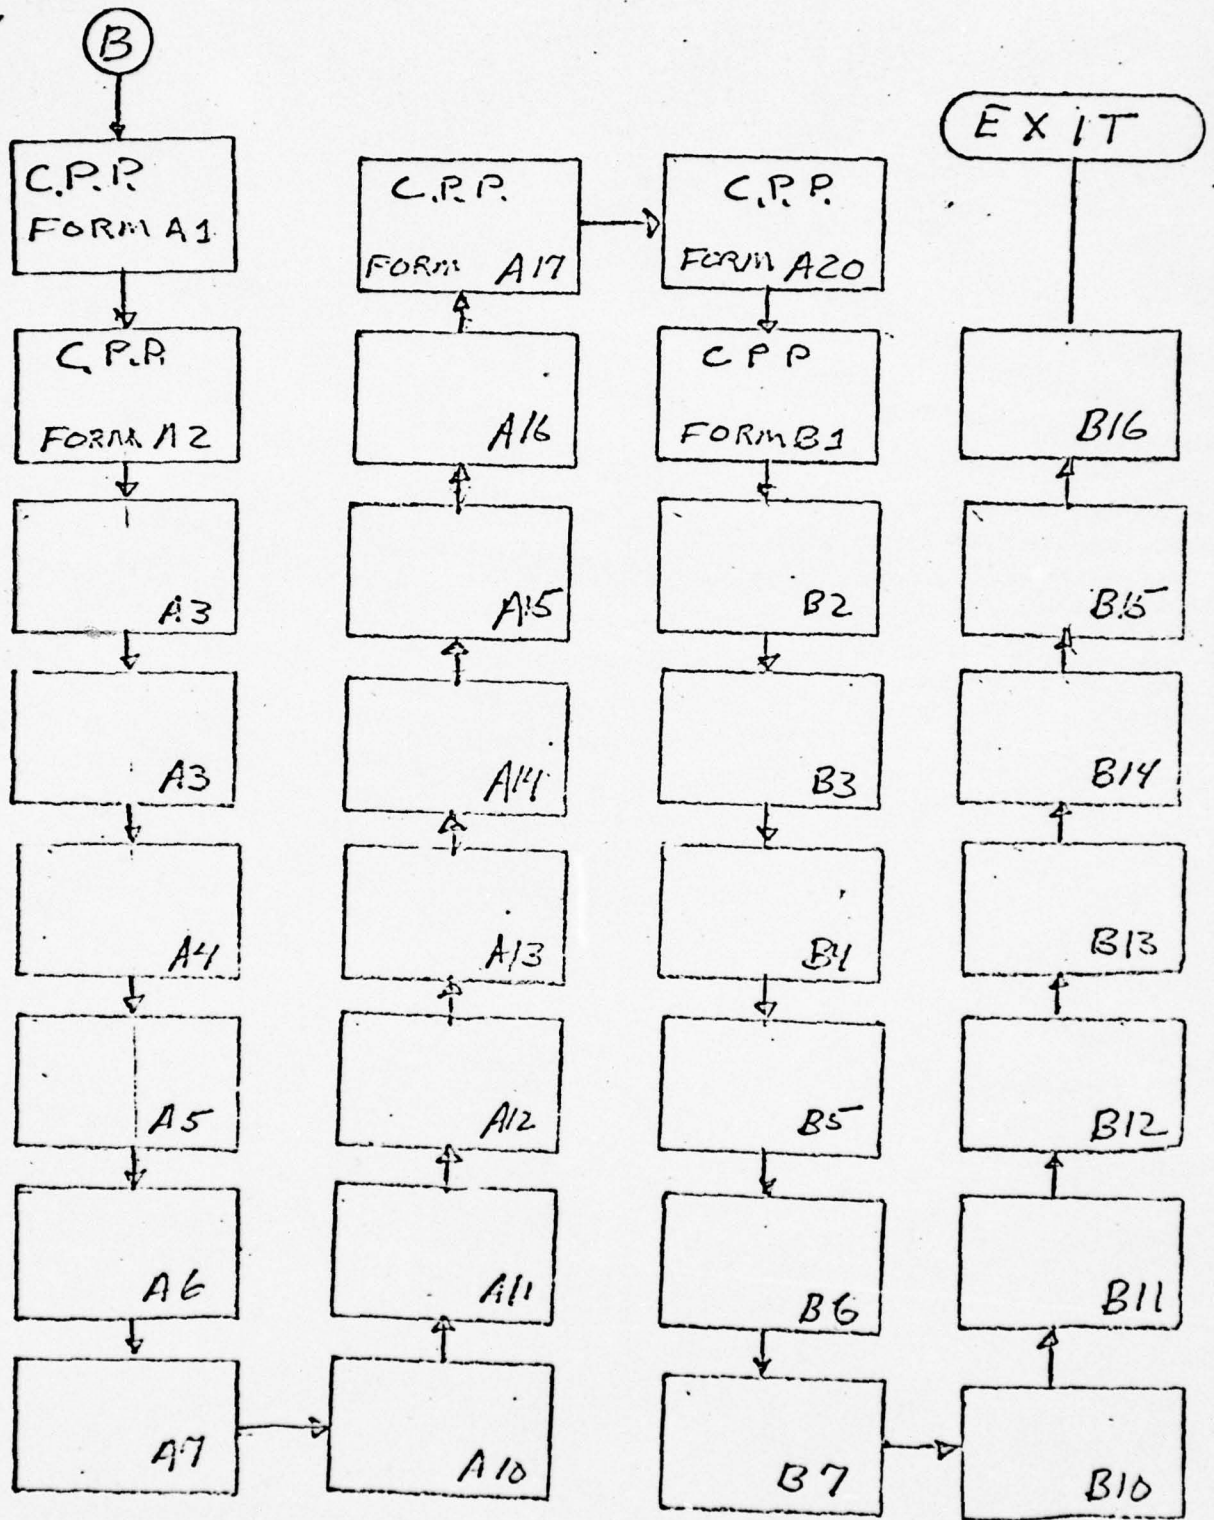 B
C.P.P.
FORM A1
C.P.P.
FORM A2
A3
A3
A4
A5
A6
A7
A10
A11
A12
A13
A14
A15
A16
C.P.P.
FORM A17
C.P.P.
FORM A20
C P P
FORM B1
B2
B3
B4
B5
B6
B7
B10
B11
B12
B13
B14
B15
B16
EXIT